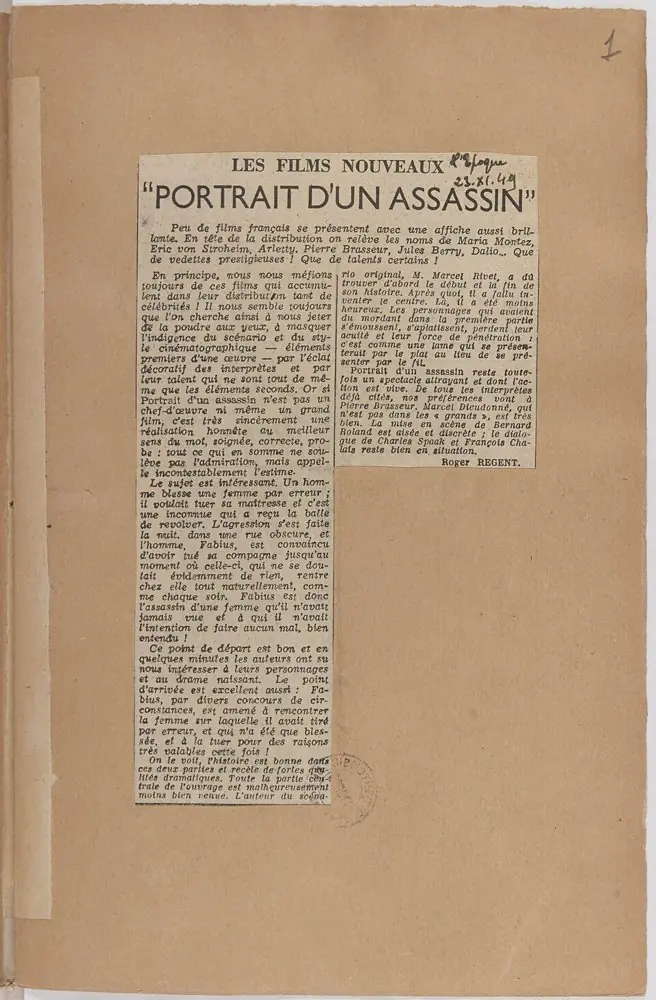 1
LES FILMS NOUVEAUX
l'Epoque
23.XI.49
"PORTRAIT D'UN ASSASSIN"
Peu de films français se présentent avec une affiche aussi bril-
lante. En tête de la distribution on relève les noms de Maria Montez,
Eric von Stroheim, Arletty, Pierre Brasseur, Jules Berry, Dalio... Que
de vedettes prestigieuses ! Que de talents certains !
En principe, nous nous méfions
toujours de ces films qui accumu-
lent dans leur distribution tant de
célébrités ! Il nous semble toujours
que l'on cherche ainsi à nous jeter
de la poudre aux yeux, à masquer
l'indigence du scénario et du sty-
le cinématographique — éléments
premiers d'une œuvre — par l'éclat
décoratif des interprètes et par
leur talent qui ne sont tout de mê-
me que les éléments seconds. Or si
Portrait d'un assassin n'est pas un
chef-d'œuvre ni même un grand
film, c'est très sincèrement une
réalisation honnête au meilleur
sens du mot, soignée, correcte, pro-
be : tout ce qui en somme ne sou-
lève pas l'admiration, mais appel-
le incontestablement l'estime.
Le sujet est intéressant. Un hom-
me blesse une femme par erreur ;
il voulait tuer sa maîtresse et c'est
une inconnue qui a reçu la balle
de revolver. L'agression s'est faite
la nuit, dans une rue obscure, et
l'homme, Fabius, est convaincu
d'avoir tué sa compagne jusqu'au
moment où celle-ci, qui ne se dou-
tait évidemment de rien, rentre
chez elle tout naturellement, com-
me chaque soir. Fabius est donc
l'assassin d'une femme qu'il n'avait
jamais vue et à qui il n'avait
l'intention de faire aucun mal, bien
entendu !
Ce point de départ est bon et en
quelques minutes les auteurs ont su
nous intéresser à leurs personnages
et au drame naissant. Le point
d'arrivée est excellent aussi : Fa-
bius, par divers concours de cir-
constances, est amené à rencontrer
la femme sur laquelle il avait tiré
par erreur, et qui n'a été que bles-
sée, et à la tuer pour des raisons
très valables cette fois !
On le voit, l'histoire est bonne dans
ces deux parties et recèle de fortes qua-
lités dramatiques. Toute la partie cen-
trale de l'ouvrage est malheureusement
moins bien venue. L'auteur du scéna-
rio original, M. Marcel Rivet, a dû
trouver d'abord le début et la fin de
son histoire. Après quoi, il a fallu in-
venter le centre. Là, il a été moins
heureux. Les personnages qui avaient
du mordant dans la première partie
s'émoussent, s'aplatissent, perdent leur
acuité et leur force de pénétration ;
c'est comme une lame qui se présen-
terait par le plat au lieu de se pré-
senter par le fil.
Portrait d'un assassin reste toute-
fois un spectacle attrayant et dont l'ac-
tion est vive. De tous les interprètes
déjà cités, nos préférences vont à
Pierre Brasseur. Marcel Dieudonné, qui
n'est pas dans les « grands », est très
bien. La mise en scène de Bernard
Roland est aisée et discrète ; le dialo-
gue de Charles Spaak et François Cha-
lais reste bien en situation.
Roger REGENT.